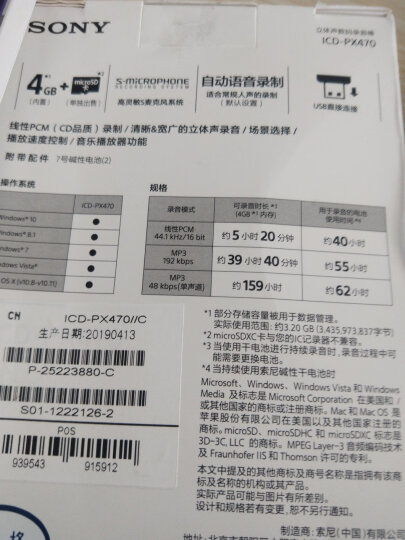 SONY
立体声数码录音棒
ICD-PX470
4GB
(内置)
+
microSD
*2
(单独出售)
S-MICROPHONE
SYSTEM
高灵敏S麦克风系统
自动语音录制
适合常规人声的录制
(默认设置)
USB直接连接
线性PCM（CD品质）录制/清晰&宽广的立体声录音/场景选择/
播放速度控制/音乐播放器功能
附带配件 7号碱性电池(2)
操作系统
ICD-PX470
Windows® 10
Windows® 8.1
Windows® 7
Windows Vista®
OS X (v10.8-v10.11)
规格
录音模式
可录音时长*1
(4GB*1 内存)
用于录音的电池
使用时间*3 *4
线性PCM
44.1 kHz/16 bit
约 5 小时 20 分钟
约40小时
MP3
192 kbps
约 39 小时 40 分钟
约55小时
MP3
48 kbps(单声道)
约 159小时
约62小时
CN
ICD-PX470//C
生产日期:20190413
P-25223880-C
S01-1222126-2
POS
939543 915912
*1 部分存储容量被用于数据管理。
实际使用范围: 约3.20 GB (3,435,973,837字节)
*2 microSDXC卡与您的IC记录器不兼容。
*3 当使用干电池进行持续录音时, 录音过程中可
能需要更换电池。
*4 当持续使用索尼碱性干电池时
Microsoft、Windows、Windows Vista 和 Windows
Media 及标志是 Microsoft Corporation 在美国和 /
或其他国家的商标或注册商标。Mac 和 Mac OS 是
苹果股份有限公司在美国以及其他国家注册的
商标。microSD、microSDHC 和 microSDXC 标志是
3D-3C, LLC 的商标。MPEG Layer-3 音频编码技术
及 Fraunhofer IIS 和 Thomson 许可的专利。
本文中提及的其他商标及商号名称是指拥有该商
标及名称的实体或其产品。
实际产品可能与图片有所差别。
设计和规格若有变更, 恕不另行通知。
制造商: 索尼(中国)有限公
格